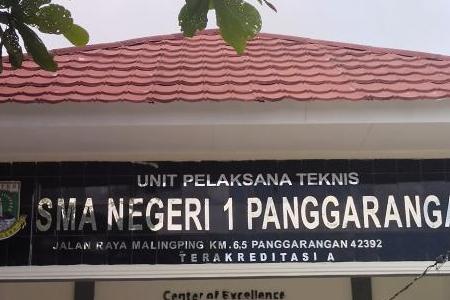 UNIT PELAKSANA TEKNIS
SMA NEGERI 1 PANGGARANGA
JALAN RAYA MALINGPING KM.6,5 PANGGARANGAN 42392
TERAKREDITASI A
Center of Excellence